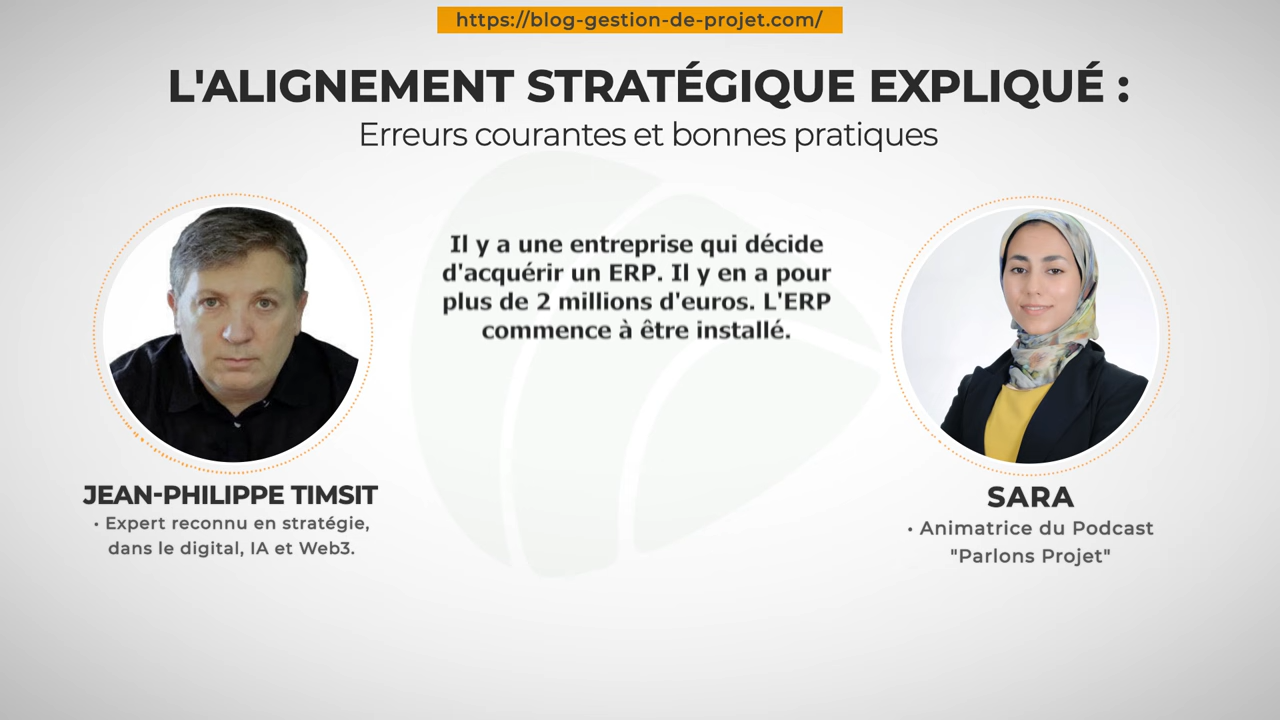 https://blog-gestion-de-projet.com/
L'ALIGNEMENT STRATÉGIQUE EXPLIQUÉ :
Erreurs courantes et bonnes pratiques
Il y a une entreprise qui décide
d'acquérir un ERP. Il y en a pour
plus de 2 millions d'euros. L'ERP
commence à être installé.
JEAN-PHILIPPE TIMSIT
• Expert reconnu en stratégie,
dans le digital, IA et Web3.
SARA
• Animatrice du Podcast
"Parlons Projet"